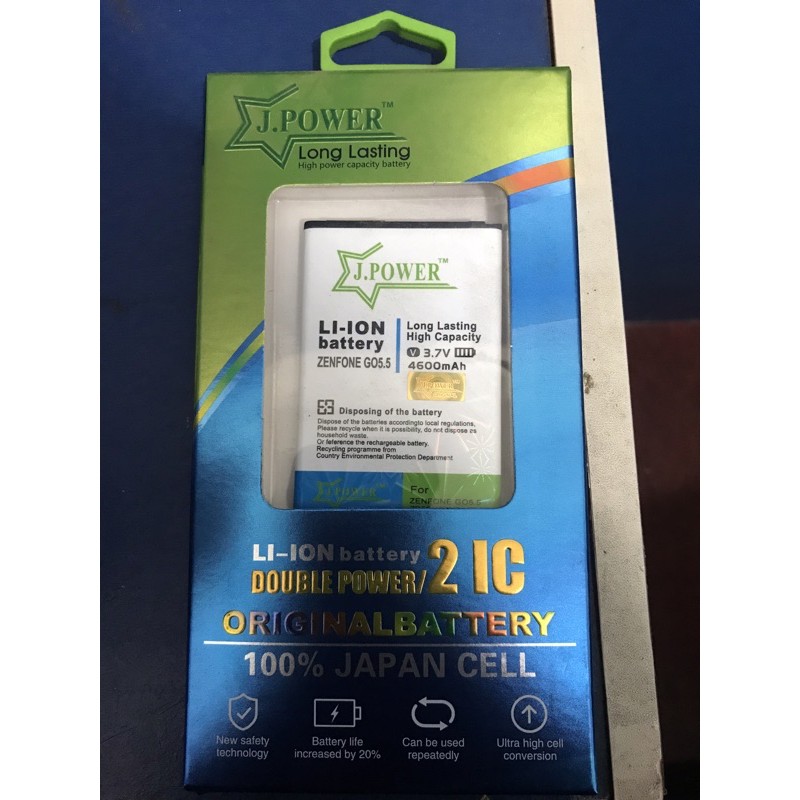 J.POWER™
Long Lasting
High power capacity battery
J.POWER™
LI-ION
battery
ZENFONE GO5.5
Long Lasting
High Capacity
V 3.7V
4600mAh
J.POWER
Disposing of the battery
Dispose of the batteries accordingto local regulations.
Please recycle when it is possibility, do not dispose as
household waste.
Or leference the rechargeable battery.
Recycling programme from
Country Environmental Protection Department
J.POWER
For
ZENFONE GO5.5
LI-ION battery
DOUBLE POWER/2 IC
ORIGINALBATTERY
100% JAPAN CELL
New safety
technology
Battery life
increased by 20%
Can be used
repeatedly
Ultra high cell
conversion